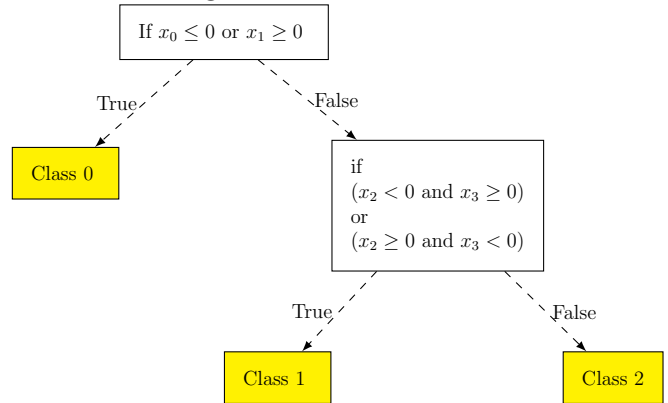 If x₀ ≤ 0 or x₁ ≥ 0
True
False
Class 0
if
(x₂ < 0 and x₃ ≥ 0)
or
(x₂ ≥ 0 and x₃ < 0)
True
False
Class 1
Class 2